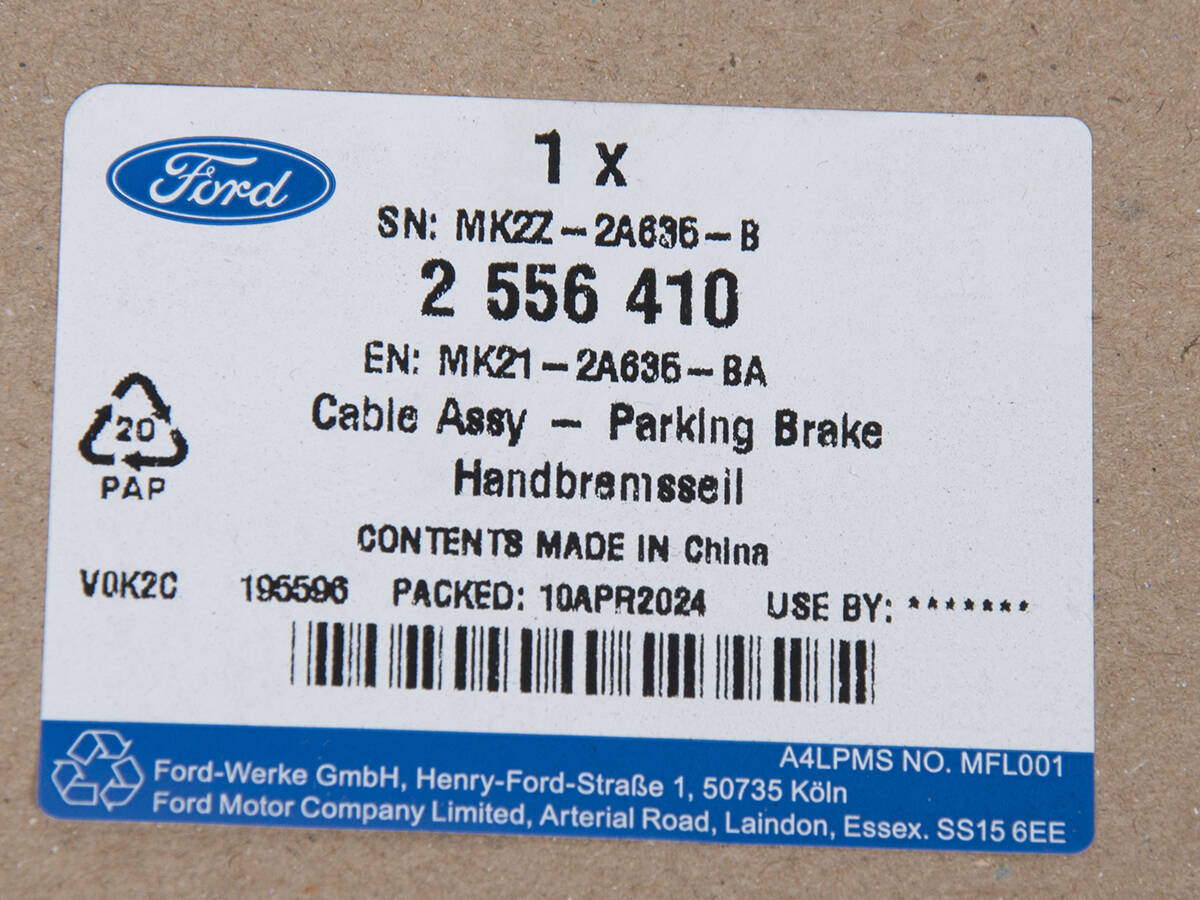 Ford
1 x
SN: MK2Z-2A635-B
2 556 410
EN: MK21-2A635-BA
Cable Assy - Parking Brake
Handbremsseil
20
PAP
CONTENTS MADE IN China
V0K2C 195596 PACKED: 10APR2024 USE BY: *******
A4LPMS NO. MFL001
Ford-Werke GmbH, Henry-Ford-Straße 1, 50735 Köln
Ford Motor Company Limited, Arterial Road, Laindon, Essex. SS15 6EE